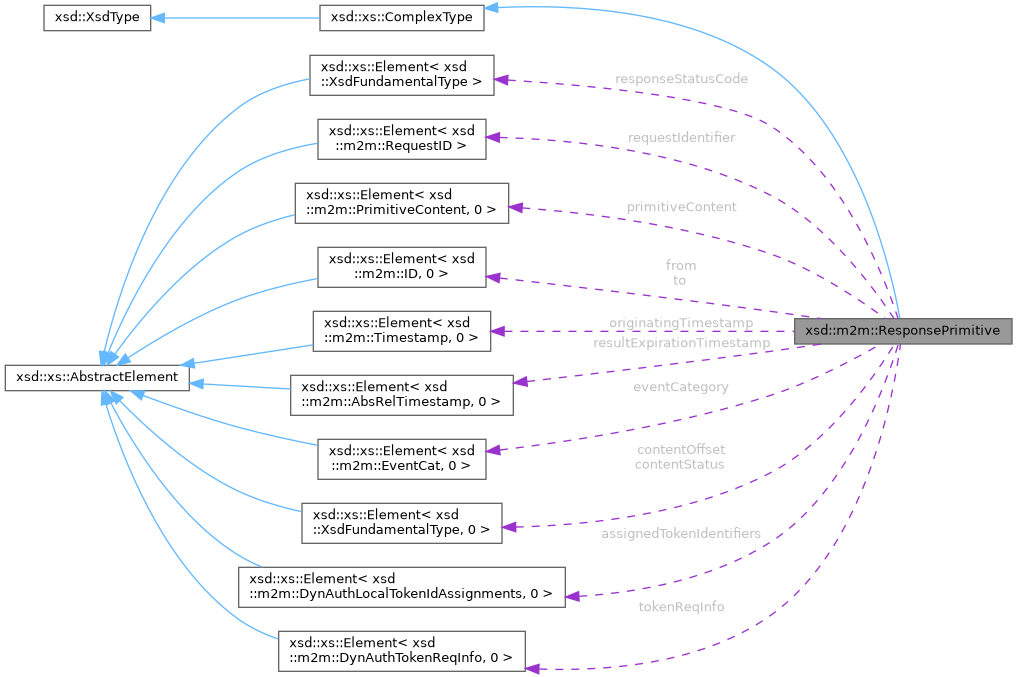 xsd::XsdType
xsd::xs::ComplexType
xsd::xs::Element< xsd
::XsdFundamentalType >
responseStatusCode
xsd::xs::Element< xsd
::m2m::RequestID >
requestIdentifier
xsd::xs::Element< xsd
::m2m::PrimitiveContent, 0 >
primitiveContent
xsd::xs::Element< xsd
::m2m::ID, 0 >
from
to
xsd::xs::Element< xsd
::m2m::Timestamp, 0 >
originatingTimestamp
xsd::m2m::ResponsePrimitive
resultExpirationTimestamp
xsd::xs::AbstractElement
xsd::xs::Element< xsd
::m2m::AbsRelTimestamp, 0 >
eventCategory
xsd::xs::Element< xsd
::m2m::EventCat, 0 >
contentOffset
contentStatus
xsd::xs::Element< xsd
::XsdFundamentalType, 0 >
assignedTokenIdentifiers
xsd::xs::Element< xsd
::m2m::DynAuthLocalTokenIdAssignments, 0 >
tokenReqInfo
xsd::xs::Element< xsd
::m2m::DynAuthTokenReqInfo, 0 >